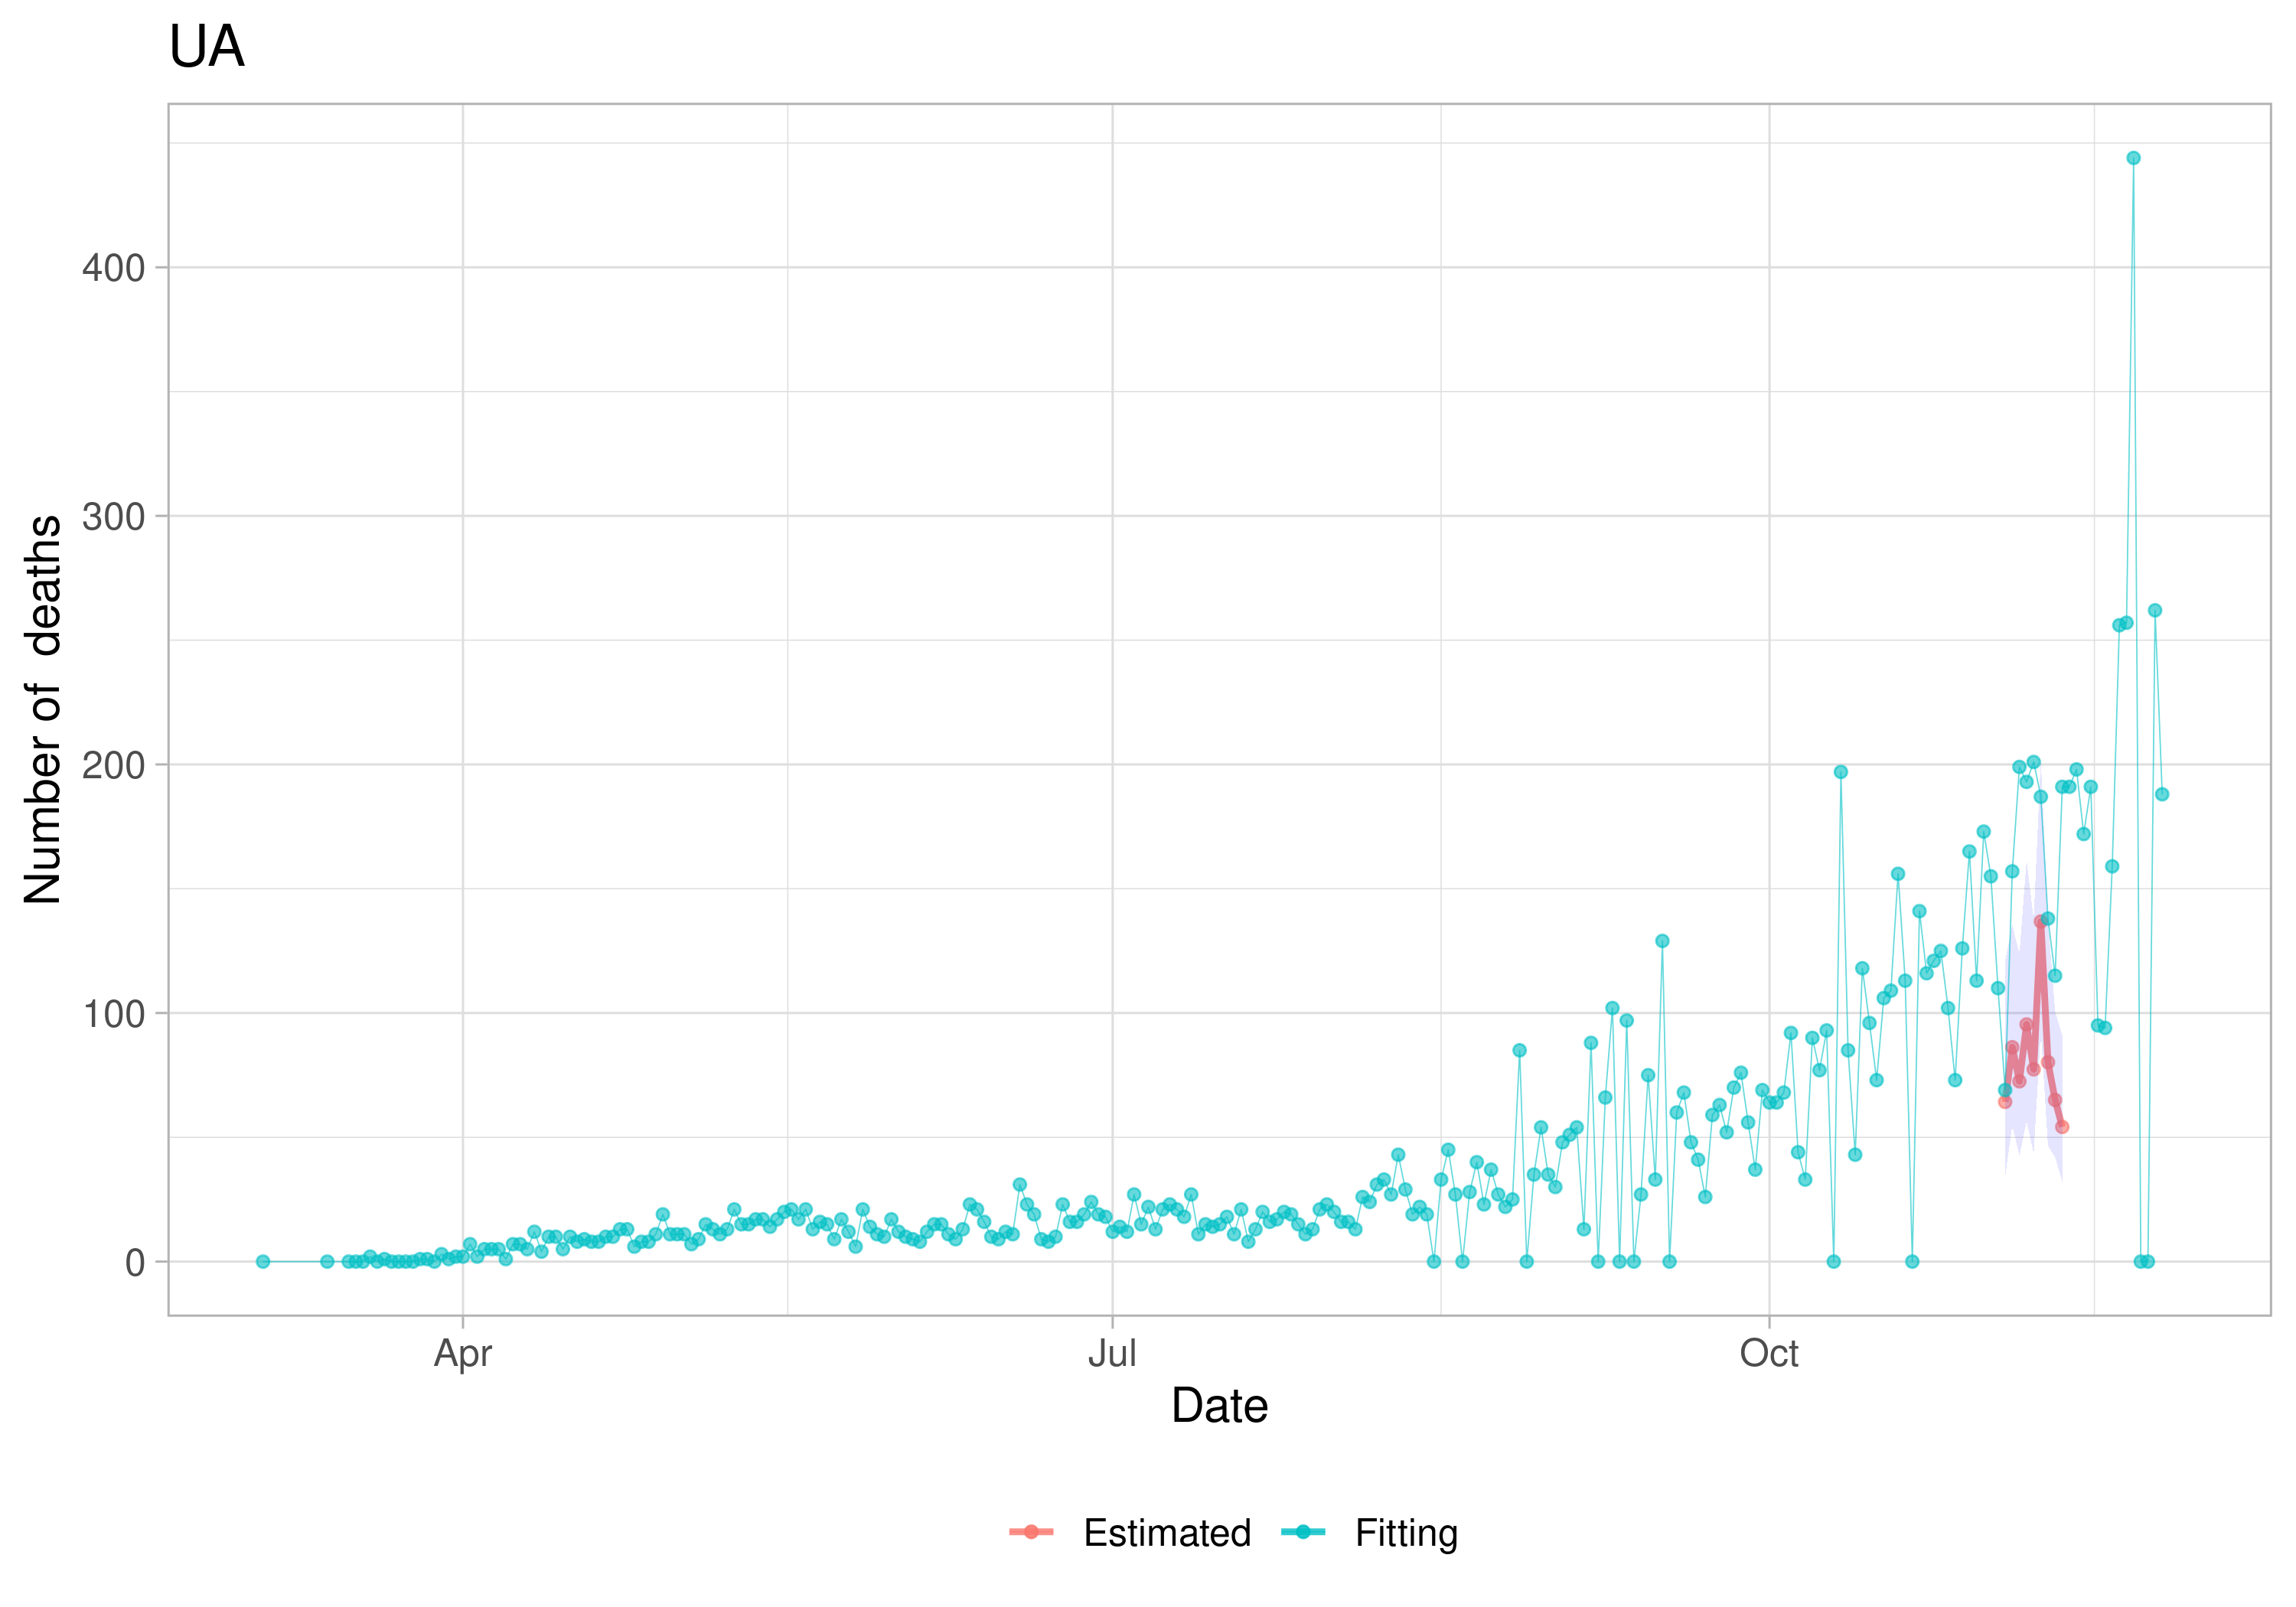 UA
Number of  deaths
400
300
200
100
0
Apr Jul Oct
Date
Estimated Fitting